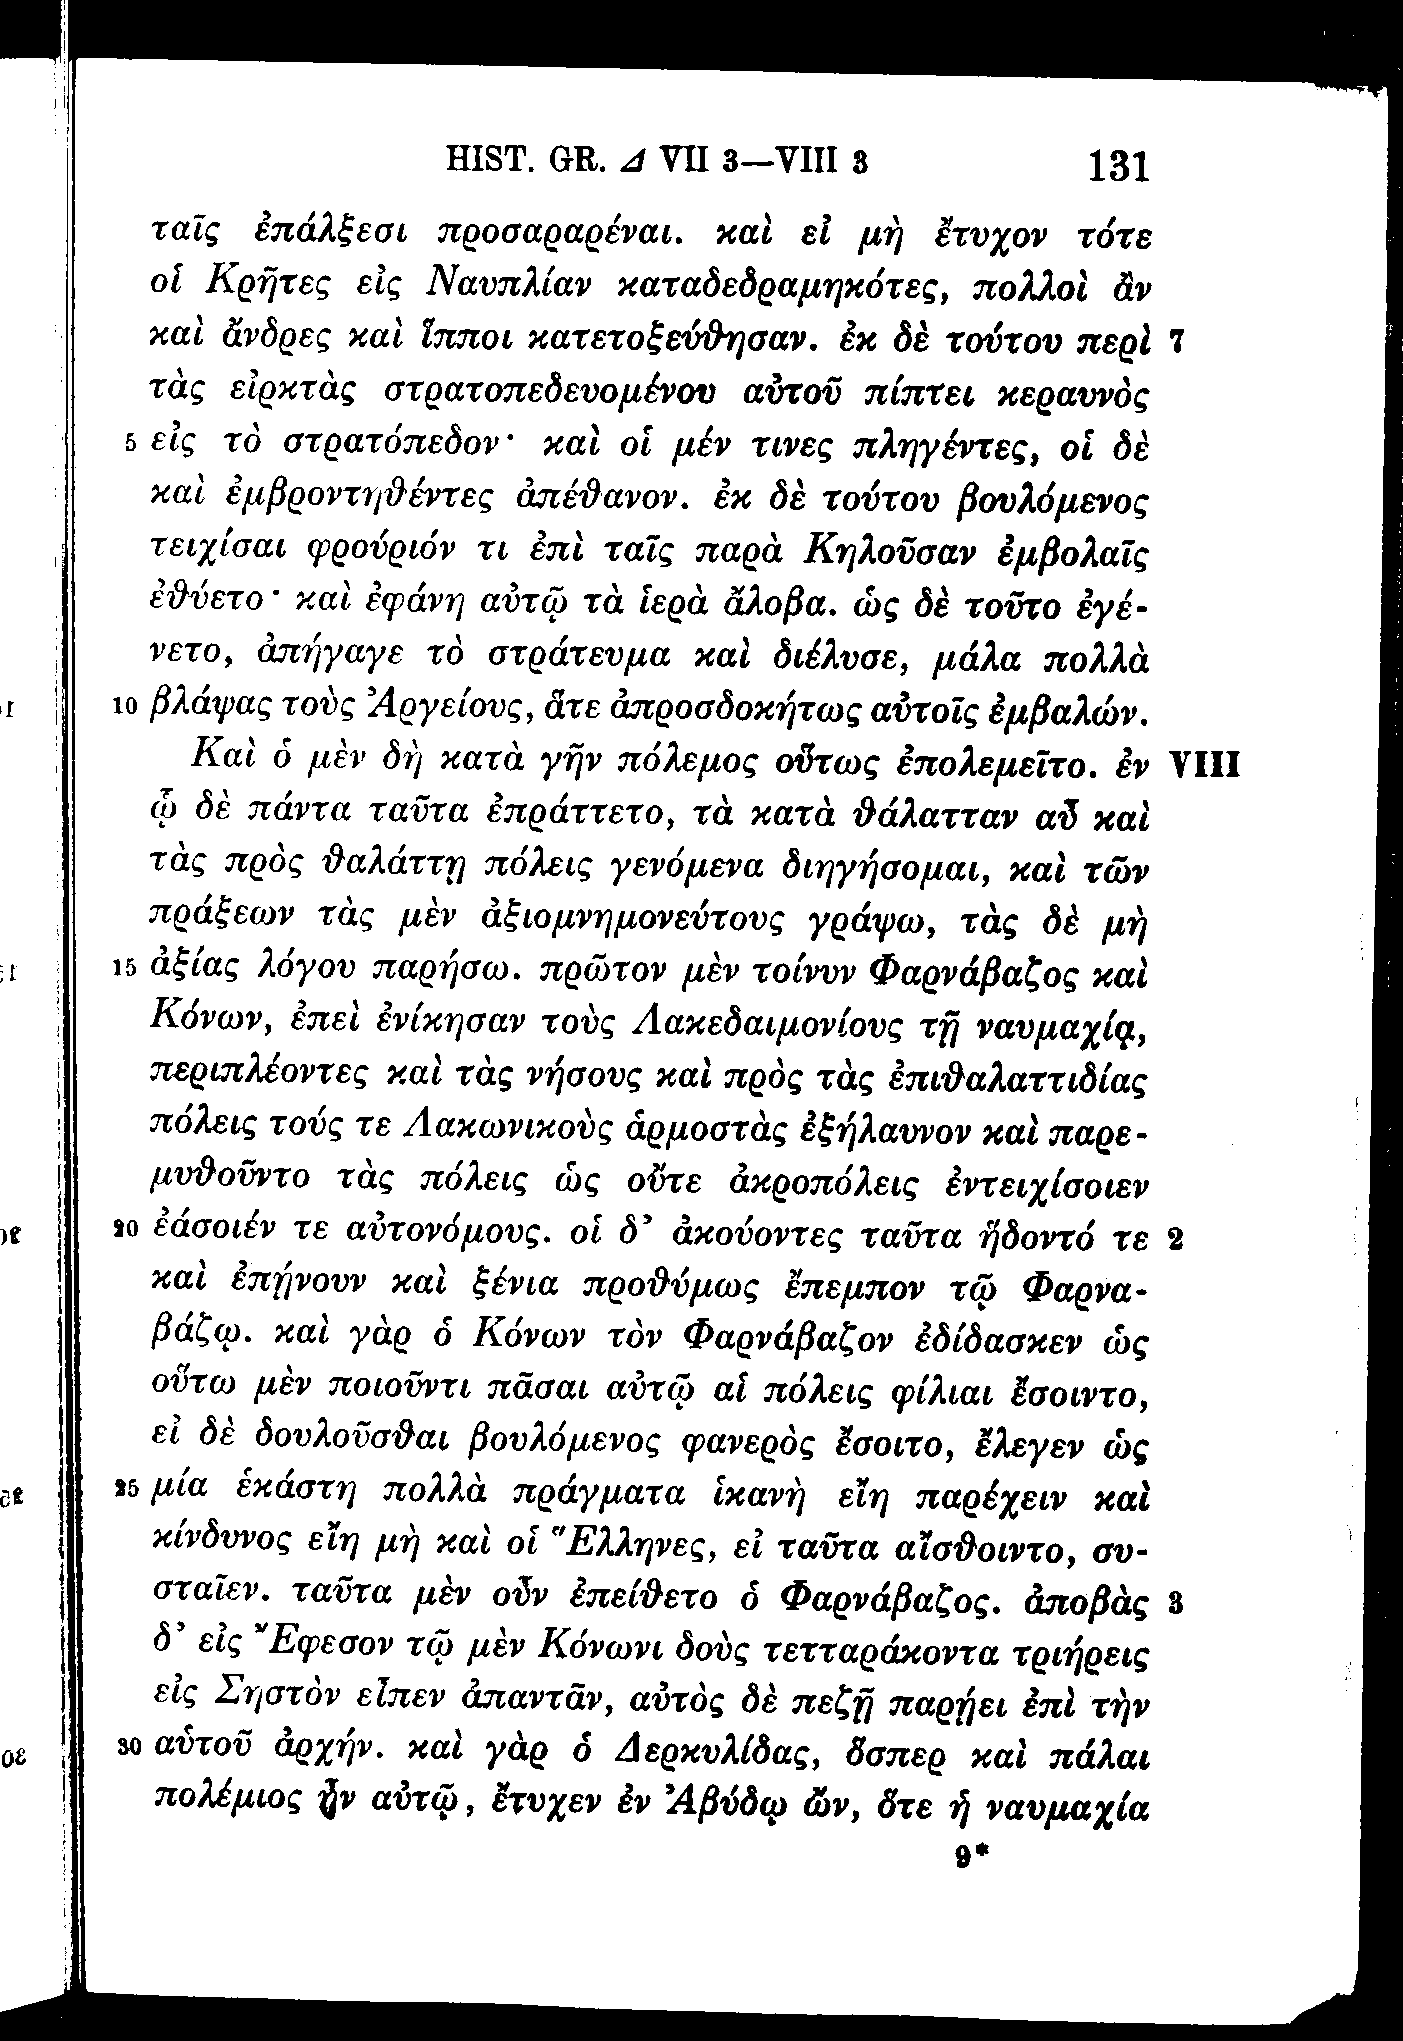 HIST. GR. Δ VII 3—VIII 3 131
ταῖς ἐπάλξεσι προσαραρέναι. καὶ εἰ μὴ ἔτυχον τότε
οἱ Κρῆτες εἰς Ναυπλίαν καταδεδραμηκότες, πολλοὶ ἂν
καὶ ἄνδρες καὶ ἵπποι κατετοξεύθησαν. ἐκ δὲ τούτου περὶ 7
τὰς εἱρκτὰς στρατοπεδευομένου αὐτοῦ πίπτει κεραυνὸς
5 εἰς τὸ στρατόπεδον· καὶ οἱ μέν τινες πληγέντες, οἱ δὲ
καὶ ἐμβροντηθέντες ἀπέθανον. ἐκ δὲ τούτου βουλόμενος
τειχίσαι φρούριόν τι ἐπὶ ταῖς παρὰ Κηλοῦσαν ἐμβολαῖς
ἐθύετο· καὶ ἐφάνη αὐτῷ τὰ ἱερὰ ἄλοβα. ὡς δὲ τοῦτο ἐγέ-
νετο, ἀπήγαγε τὸ στράτευμα καὶ διέλυσε, μάλα πολλὰ
10 βλάψας τοὺς Ἀργείους, ἅτε ἀπροσδοκήτως αὐτοῖς ἐμβαλών.
Καὶ ὁ μὲν δὴ κατὰ γῆν πόλεμος οὕτως ἐπολεμεῖτο. ἐν VIII
ᾧ δὲ πάντα ταῦτα ἐπράττετο, τὰ κατὰ θάλατταν αὖ καὶ
τὰς πρὸς θαλάττῃ πόλεις γενόμενα διηγήσομαι, καὶ τῶν
πράξεων τὰς μὲν ἀξιομνημονεύτους γράψω, τὰς δὲ μὴ
15 ἀξίας λόγου παρήσω. πρῶτον μὲν τοίνυν Φαρνάβαζος καὶ
Κόνων, ἐπεὶ ἐνίκησαν τοὺς Λακεδαιμονίους τῇ ναυμαχίᾳ,
περιπλέοντες καὶ τὰς νήσους καὶ πρὸς τὰς ἐπιθαλαττιδίας
πόλεις τούς τε Λακωνικοὺς ἁρμοστὰς ἐξήλαυνον καὶ παρε-
μυθοῦντο τὰς πόλεις ὡς οὔτε ἀκροπόλεις ἐντειχίσοιεν
20 ἐάσοιέν τε αὐτονόμους. οἱ δ’ ἀκούοντες ταῦτα ἥδοντό τε 2
καὶ ἐπῄνουν καὶ ξένια προθύμως ἔπεμπον τῷ Φαρνα-
βάζῳ. καὶ γὰρ ὁ Κόνων τὸν Φαρνάβαζον ἐδίδασκεν ὡς
οὕτω μὲν ποιοῦντι πᾶσαι αὐτῷ αἱ πόλεις φίλιαι ἔσοιντο,
εἰ δὲ δουλοῦσθαι βουλόμενος φανερὸς ἔσοιτο, ἔλεγεν ὡς
25 μία ἑκάστη πολλὰ πράγματα ἱκανὴ εἴη παρέχειν καὶ
κίνδυνος εἴη μὴ καὶ οἱ Ἕλληνες, εἰ ταῦτα αἴσθοιντο, συ-
σταῖεν. ταῦτα μὲν οὖν ἐπείθετο ὁ Φαρνάβαζος. ἀποβὰς 3
δ’ εἰς Ἔφεσον τῷ μὲν Κόνωνι δοὺς τετταράκοντα τριήρεις
εἰς Σηστὸν εἶπεν ἀπαντᾶν, αὐτὸς δὲ πεζῇ παρῄει ἐπὶ τὴν
30 αὑτοῦ ἀρχήν. καὶ γὰρ ὁ Δερκυλίδας, ὅσπερ καὶ πάλαι
πολέμιος ἦν αὐτῷ, ἔτυχεν ἐν Ἀβύδῳ ὤν, ὅτε ἡ ναυμαχία
9*